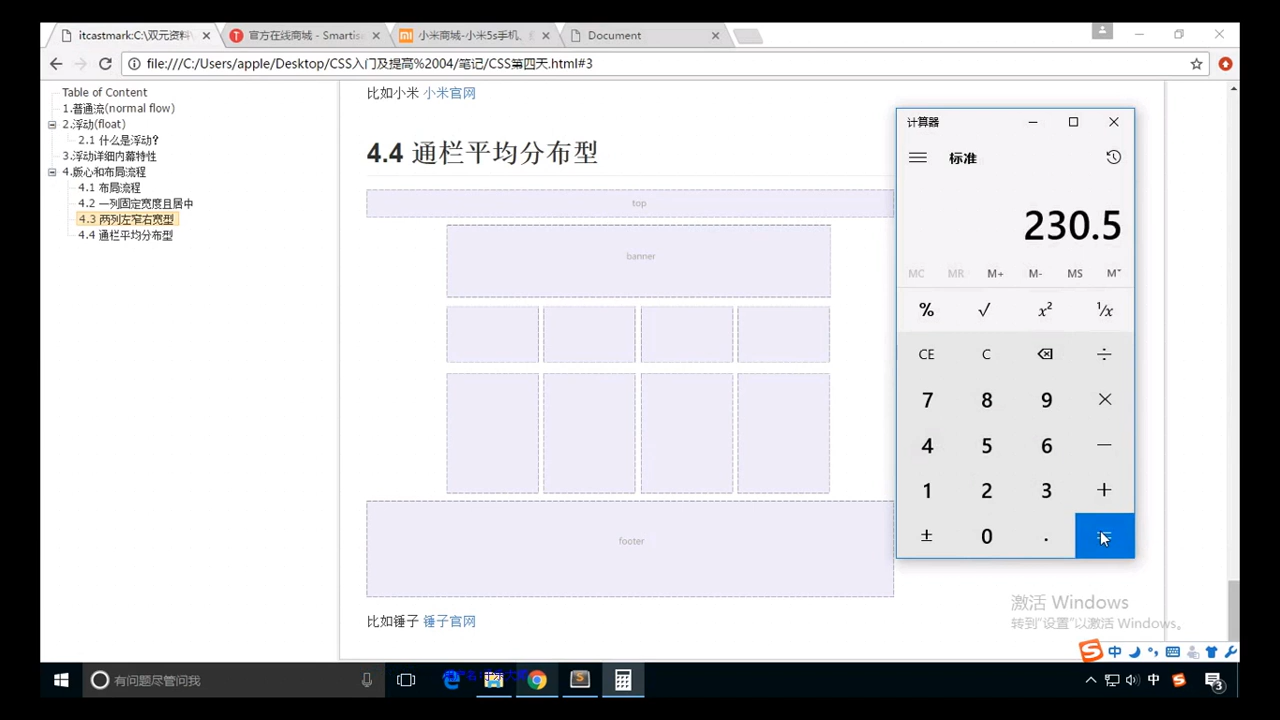 itcastmark:C:\双元资料
官方在线商城 - Smartis
小米商城-小米5s手机、
Document
file:///C:/Users/apple/Desktop/CSS入门及提高%2004/笔记/CSS第四天.html#3
Table of Content
1.普通流(normal flow)
2.浮动(float)
2.1 什么是浮动?
3.浮动详细内幕特性
4.版心和布局流程
4.1 布局流程
4.2 一列固定宽度且居中
4.3 两列左窄右宽型
4.4 通栏平均分布型
比如小米 小米官网
4.4 通栏平均分布型
top
banner
footer
比如锤子 锤子官网
计算器
标准
230.5
MC MR M+ M- MS M˅
% √ x² ¹/x
CE C ÷
7 8 9 ×
4 5 6 −
1 2 3 +
± 0 . =
激活 Windows
转到"设置"以激活 Windows。
中
有问题尽管问我
中
3